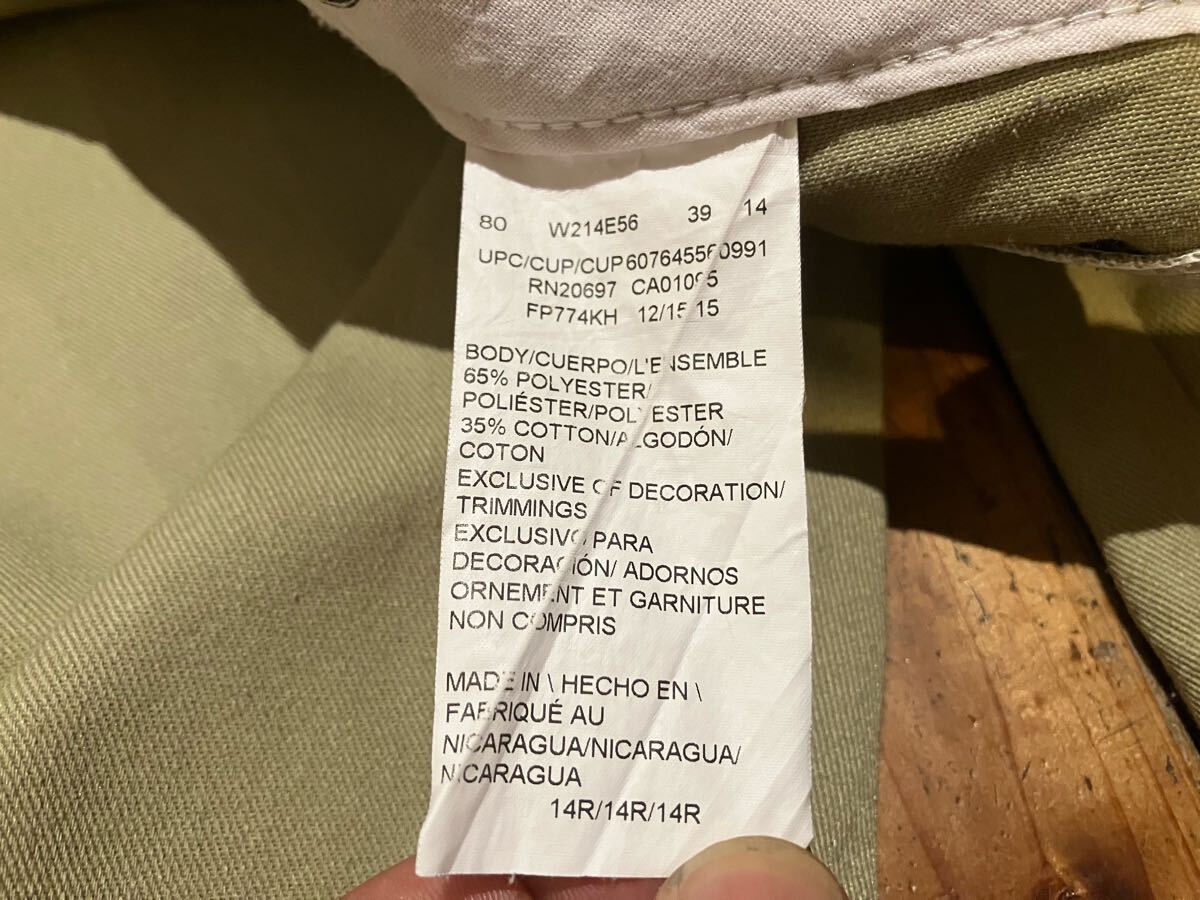 80 W214E56 39 14
UPC/CUP/CUP 607645560991
RN20697 CA01095
FP774KH 12/15 15
BODY/CUERPO/L'ENSEMBLE
65% POLYESTER/
POLIÉSTER/POLYESTER
35% COTTON/ALGODÓN/
COTON
EXCLUSIVE OF DECORATION/
TRIMMINGS
EXCLUSIVO PARA
DECORACIÓN/ ADORNOS
ORNEMENT ET GARNITURE
NON COMPRIS
MADE IN \ HECHO EN \
FABRIQUÉ AU
NICARAGUA/NICARAGUA/
NICARAGUA
14R/14R/14R